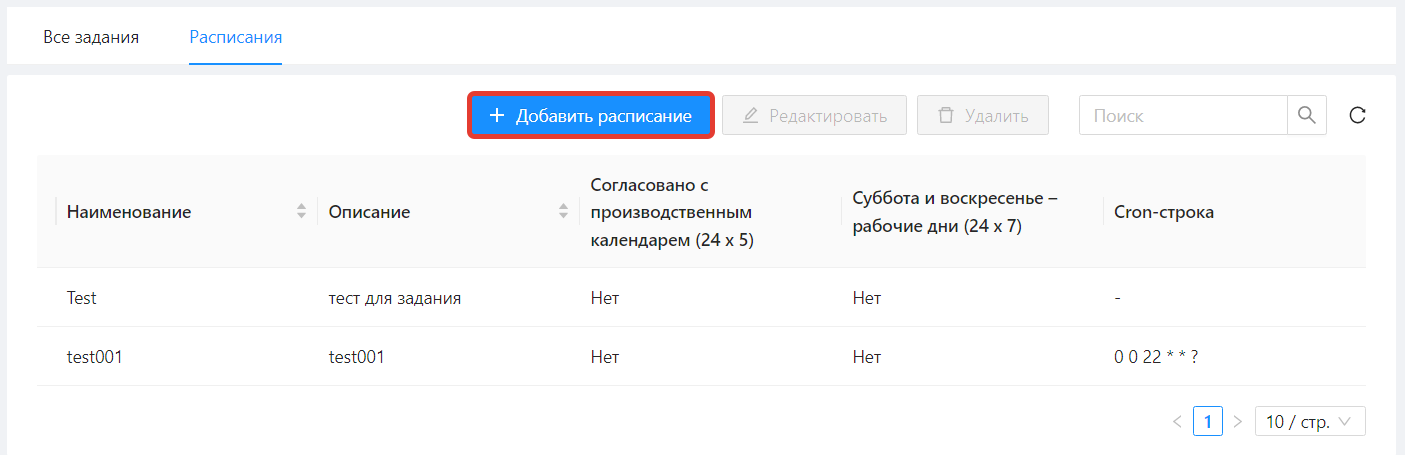 Все задания
Расписания
Добавить расписание
Редактировать
Удалить
Поиск
Наименование
Описание
Согласовано с
производственным
календарем (24 x 5)
Суббота и воскресенье –
рабочие дни (24 x 7)
Cron-строка
Test
тест для задания
Нет
Нет
-
test001
test001
Нет
Нет
0 0 22 * * ?
1
10 / стр.